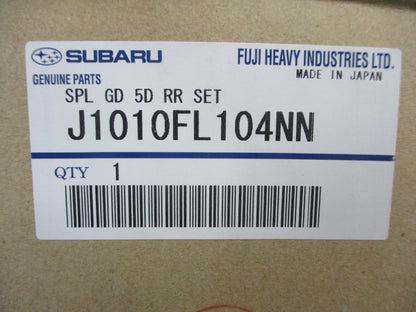 SUBARU FUJI HEAVY INDUSTRIES LTD.
GENUINE PARTS MADE IN JAPAN
SPL GD 5D RR SET
J1010FL104NN
QTY 1